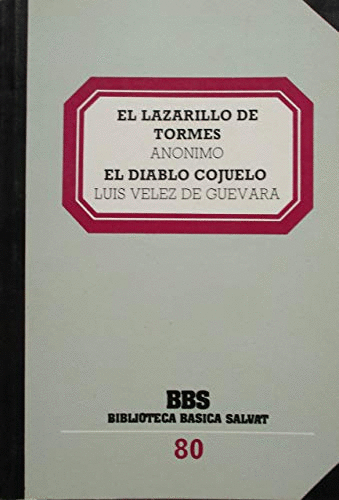 EL LAZARILLO DE
TORMES
ANONIMO
EL DIABLO COJUELO
LUIS VELEZ DE GUEVARA
BBS
BIBLIOTECA BASICA SALVAT
80